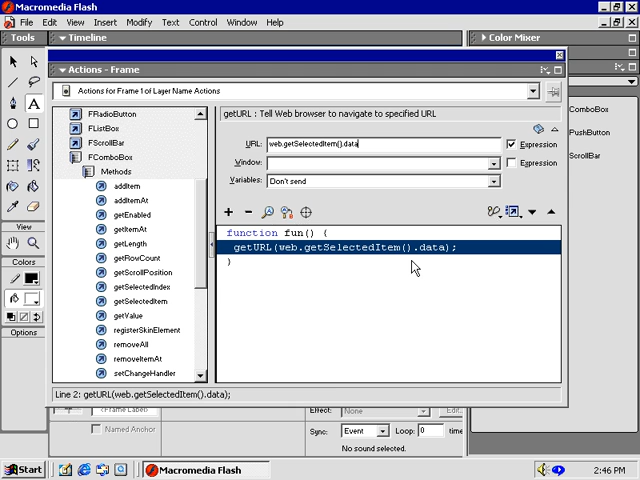 Macromedia Flash
File Edit View Insert Modify Text Control Window Help
Tools
Timeline
Color Mixer
Actions - Frame
Actions for Frame 1 of Layer Name Actions
FRadioButton
FListBox
FScrollBar
FComboBox
Methods
addItem
addItemAt
getEnabled
getItemAt
getLength
getRowCount
getScrollPosition
getSelectedIndex
getSelectedItem
getValue
registerSkinElement
removeAll
removeItemAt
setChangeHandler
getURL : Tell Web browser to navigate to specified URL
URL: web.getSelectedItem().data Expression
Window: Expression
Variables: Don't send
function fun() {
getURL(web.getSelectedItem().data);
}
Line 2: getURL(web.getSelectedItem().data);
View
Colors
Options
ComboBox
PushButton
ScrollBar
<Frame Label>
Named Anchor
Effect: None Edit...
Sync: Event Loop: 0 time
No sound selected.
Start
Macromedia Flash
2:46 PM